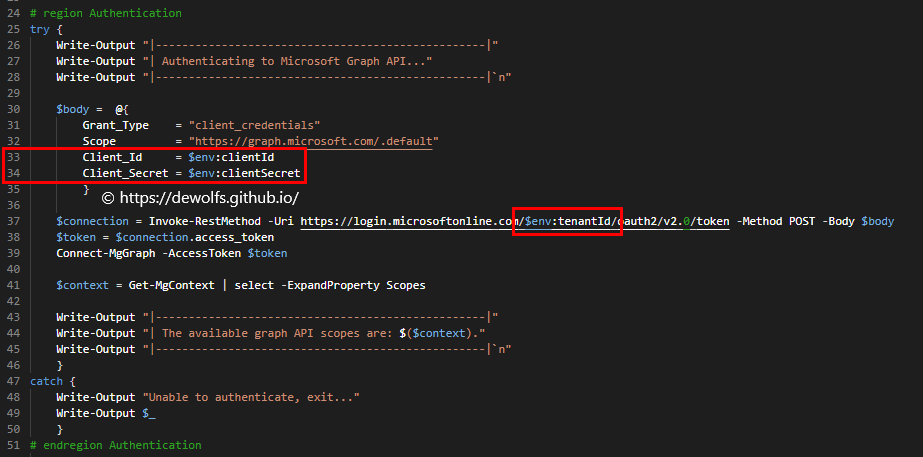 24 # region Authentication
25 try {
26 Write-Output "|--------------------------------------------------|"
27 Write-Output "| Authenticating to Microsoft Graph API..."
28 Write-Output "|--------------------------------------------------|`n"
29
30 $body = @{
31 Grant_Type = "client_credentials"
32 Scope = "https://graph.microsoft.com/.default"
33 Client_Id = $env:clientId
34 Client_Secret = $env:clientSecret
35 }
© https://dewolfs.github.io/
36
37 $connection = Invoke-RestMethod -Uri https://login.microsoftonline.com/$env:tenantId/oauth2/v2.0/token -Method POST -Body $body
38 $token = $connection.access_token
39 Connect-MgGraph -AccessToken $token
40
41 $context = Get-MgContext | select -ExpandProperty Scopes
42
43 Write-Output "|--------------------------------------------------|"
44 Write-Output "| The available graph API scopes are: $($context)."
45 Write-Output "|--------------------------------------------------|`n"
46 }
47 catch {
48 Write-Output "Unable to authenticate, exit..."
49 Write-Output $_
50 }
51 # endregion Authentication